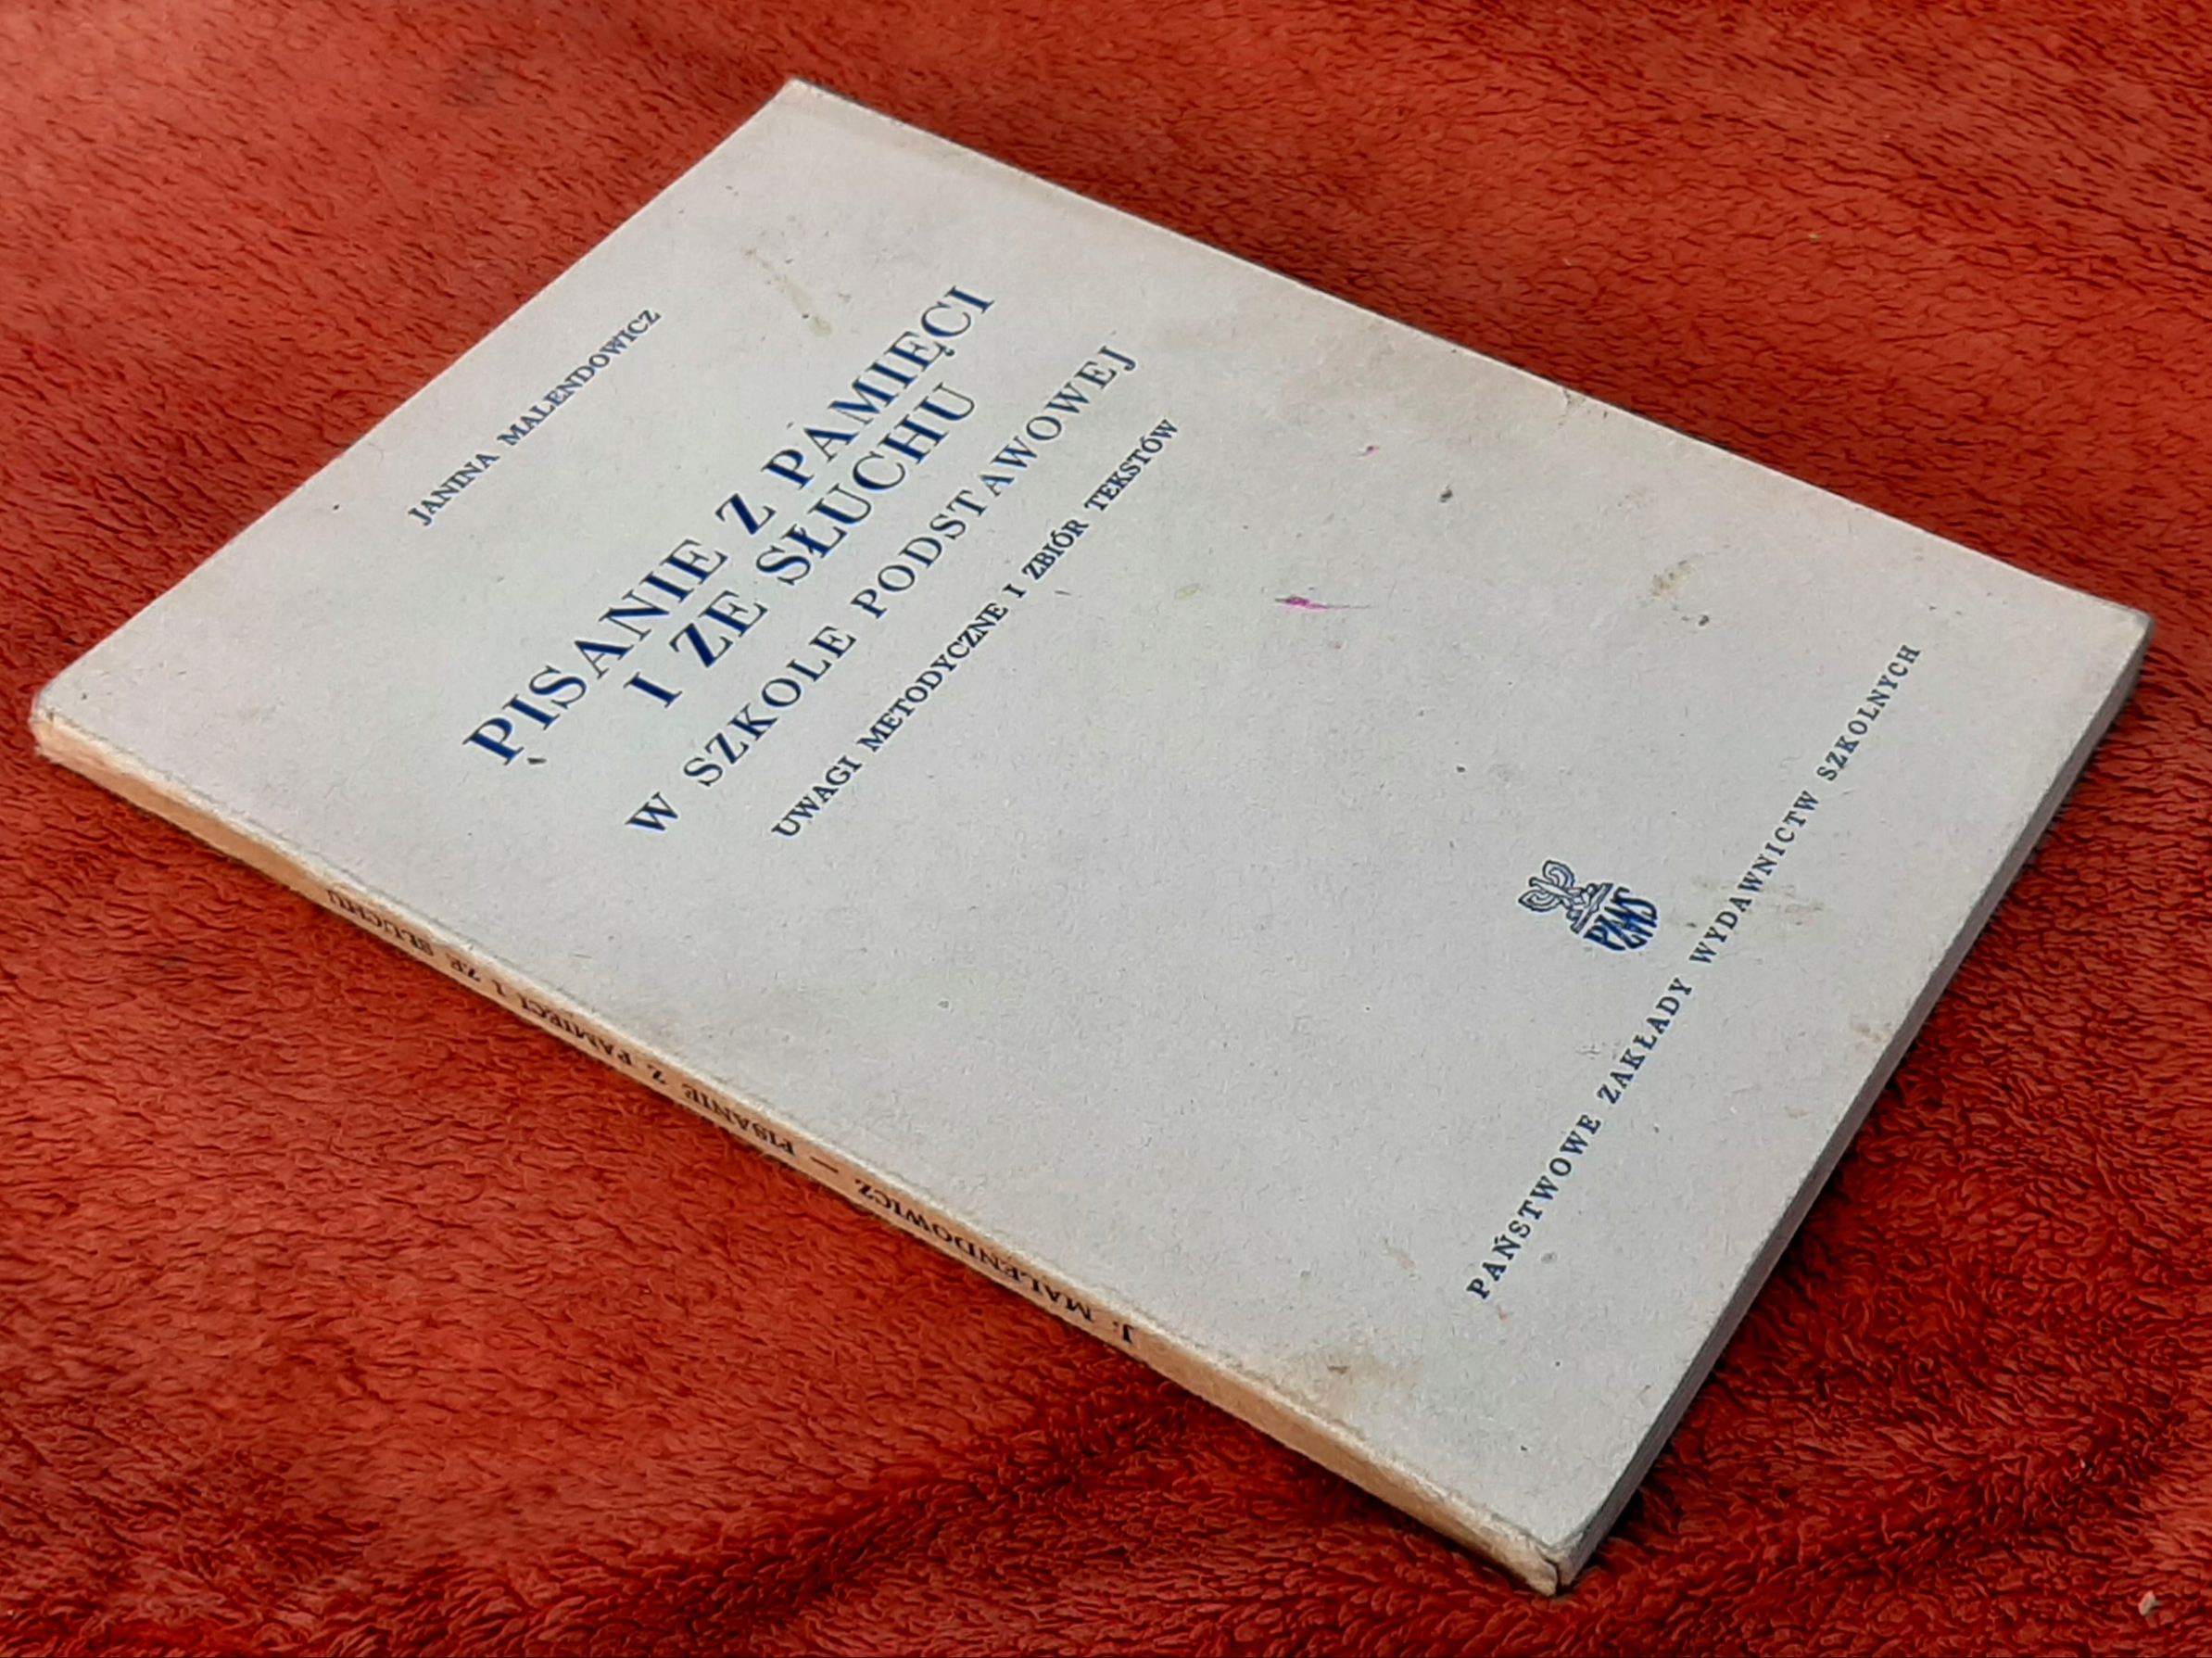 JANINA MALENDOWICZ
PISANIE Z PAMIĘCI
I ZE SŁUCHU
W SZKOLE PODSTAWOWEJ
UWAGI METODYCZNE I ZBIÓR TEKSTÓW
PZWS
PAŃSTWOWE ZAKŁADY WYDAWNICTW SZKOLNYCH
J. MALENDOWICZ — PISANIE Z PAMIĘCI I ZE SŁUCHU